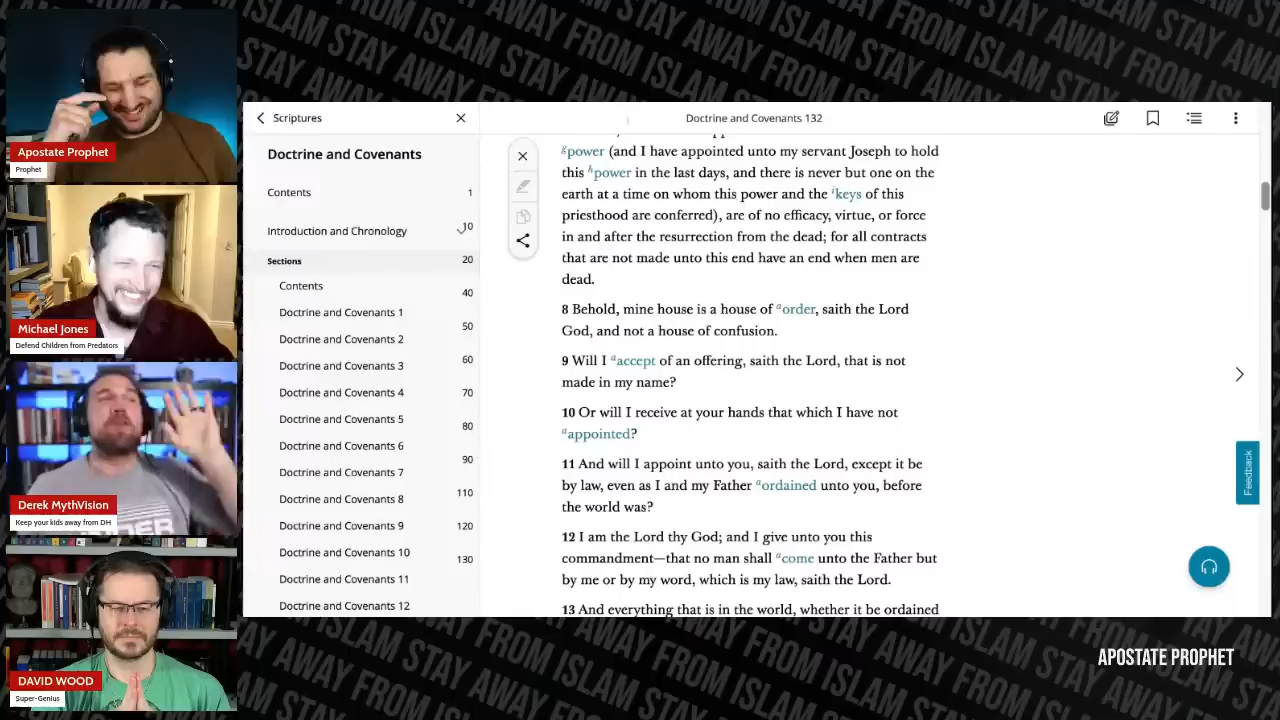 Apostate Prophet
Prophet
Michael Jones
Defend Children from Predators
Derek MythVision
Keep your kids away from DH
DAVID WOOD
Super-Genius
Scriptures
Doctrine and Covenants
Contents 1
Introduction and Chronology 10
Sections 20
Contents
40
Doctrine and Covenants 1
50
Doctrine and Covenants 2
60
Doctrine and Covenants 3
70
Doctrine and Covenants 4
80
Doctrine and Covenants 5
90
Doctrine and Covenants 6
Doctrine and Covenants 7
110
Doctrine and Covenants 8
120
Doctrine and Covenants 9
130
Doctrine and Covenants 10
Doctrine and Covenants 11
Doctrine and Covenants 12
Doctrine and Covenants 132
g power (and I have appointed unto my servant Joseph to hold
this h power in the last days, and there is never but one on the
earth at a time on whom this power and the i keys of this
priesthood are conferred), are of no efficacy, virtue, or force
in and after the resurrection from the dead; for all contracts
that are not made unto this end have an end when men are
dead.
8 Behold, mine house is a house of a order, saith the Lord
God, and not a house of confusion.
9 Will I a accept of an offering, saith the Lord, that is not
made in my name?
10 Or will I receive at your hands that which I have not
a appointed?
11 And will I appoint unto you, saith the Lord, except it be
by law, even as I and my Father a ordained unto you, before
the world was?
12 I am the Lord thy God; and I give unto you this
commandment—that no man shall a come unto the Father but
by me or by my word, which is my law, saith the Lord.
13 And everything that is in the world, whether it be ordained
Feedback
APOSTATE PROPHET
STAY AWAY FROM ISLAM STAY AWAY FROM ISLAM